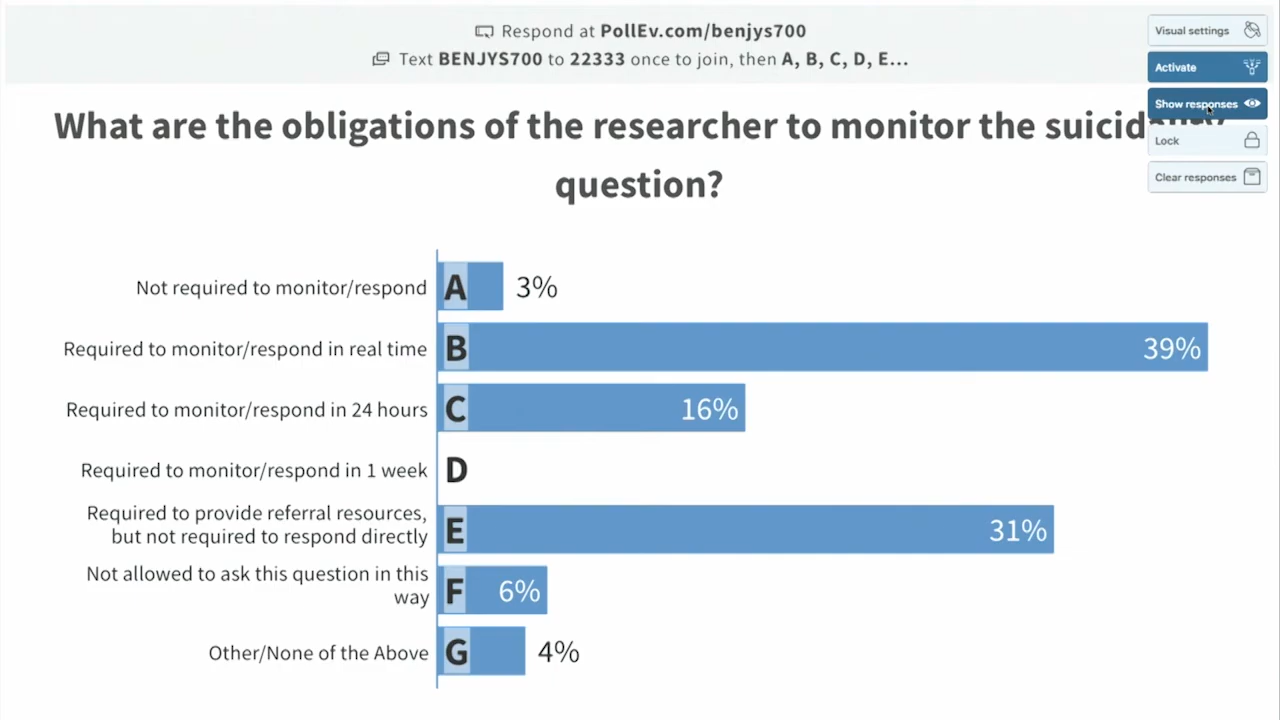 Respond at PollEv.com/benjys700
Text BENJYS700 to 22333 once to join, then A, B, C, D, E...
Visual settings
Activate
Show responses
Lock
Clear responses
What are the obligations of the researcher to monitor the
question?
Not required to monitor/respond A 3%
Required to monitor/respond in real time B 39%
Required to monitor/respond in 24 hours C 16%
Required to monitor/respond in 1 week D
Required to provide referral resources,
but not required to respond directly E 31%
Not allowed to ask this question in this
way F 6%
Other/None of the Above G 4%